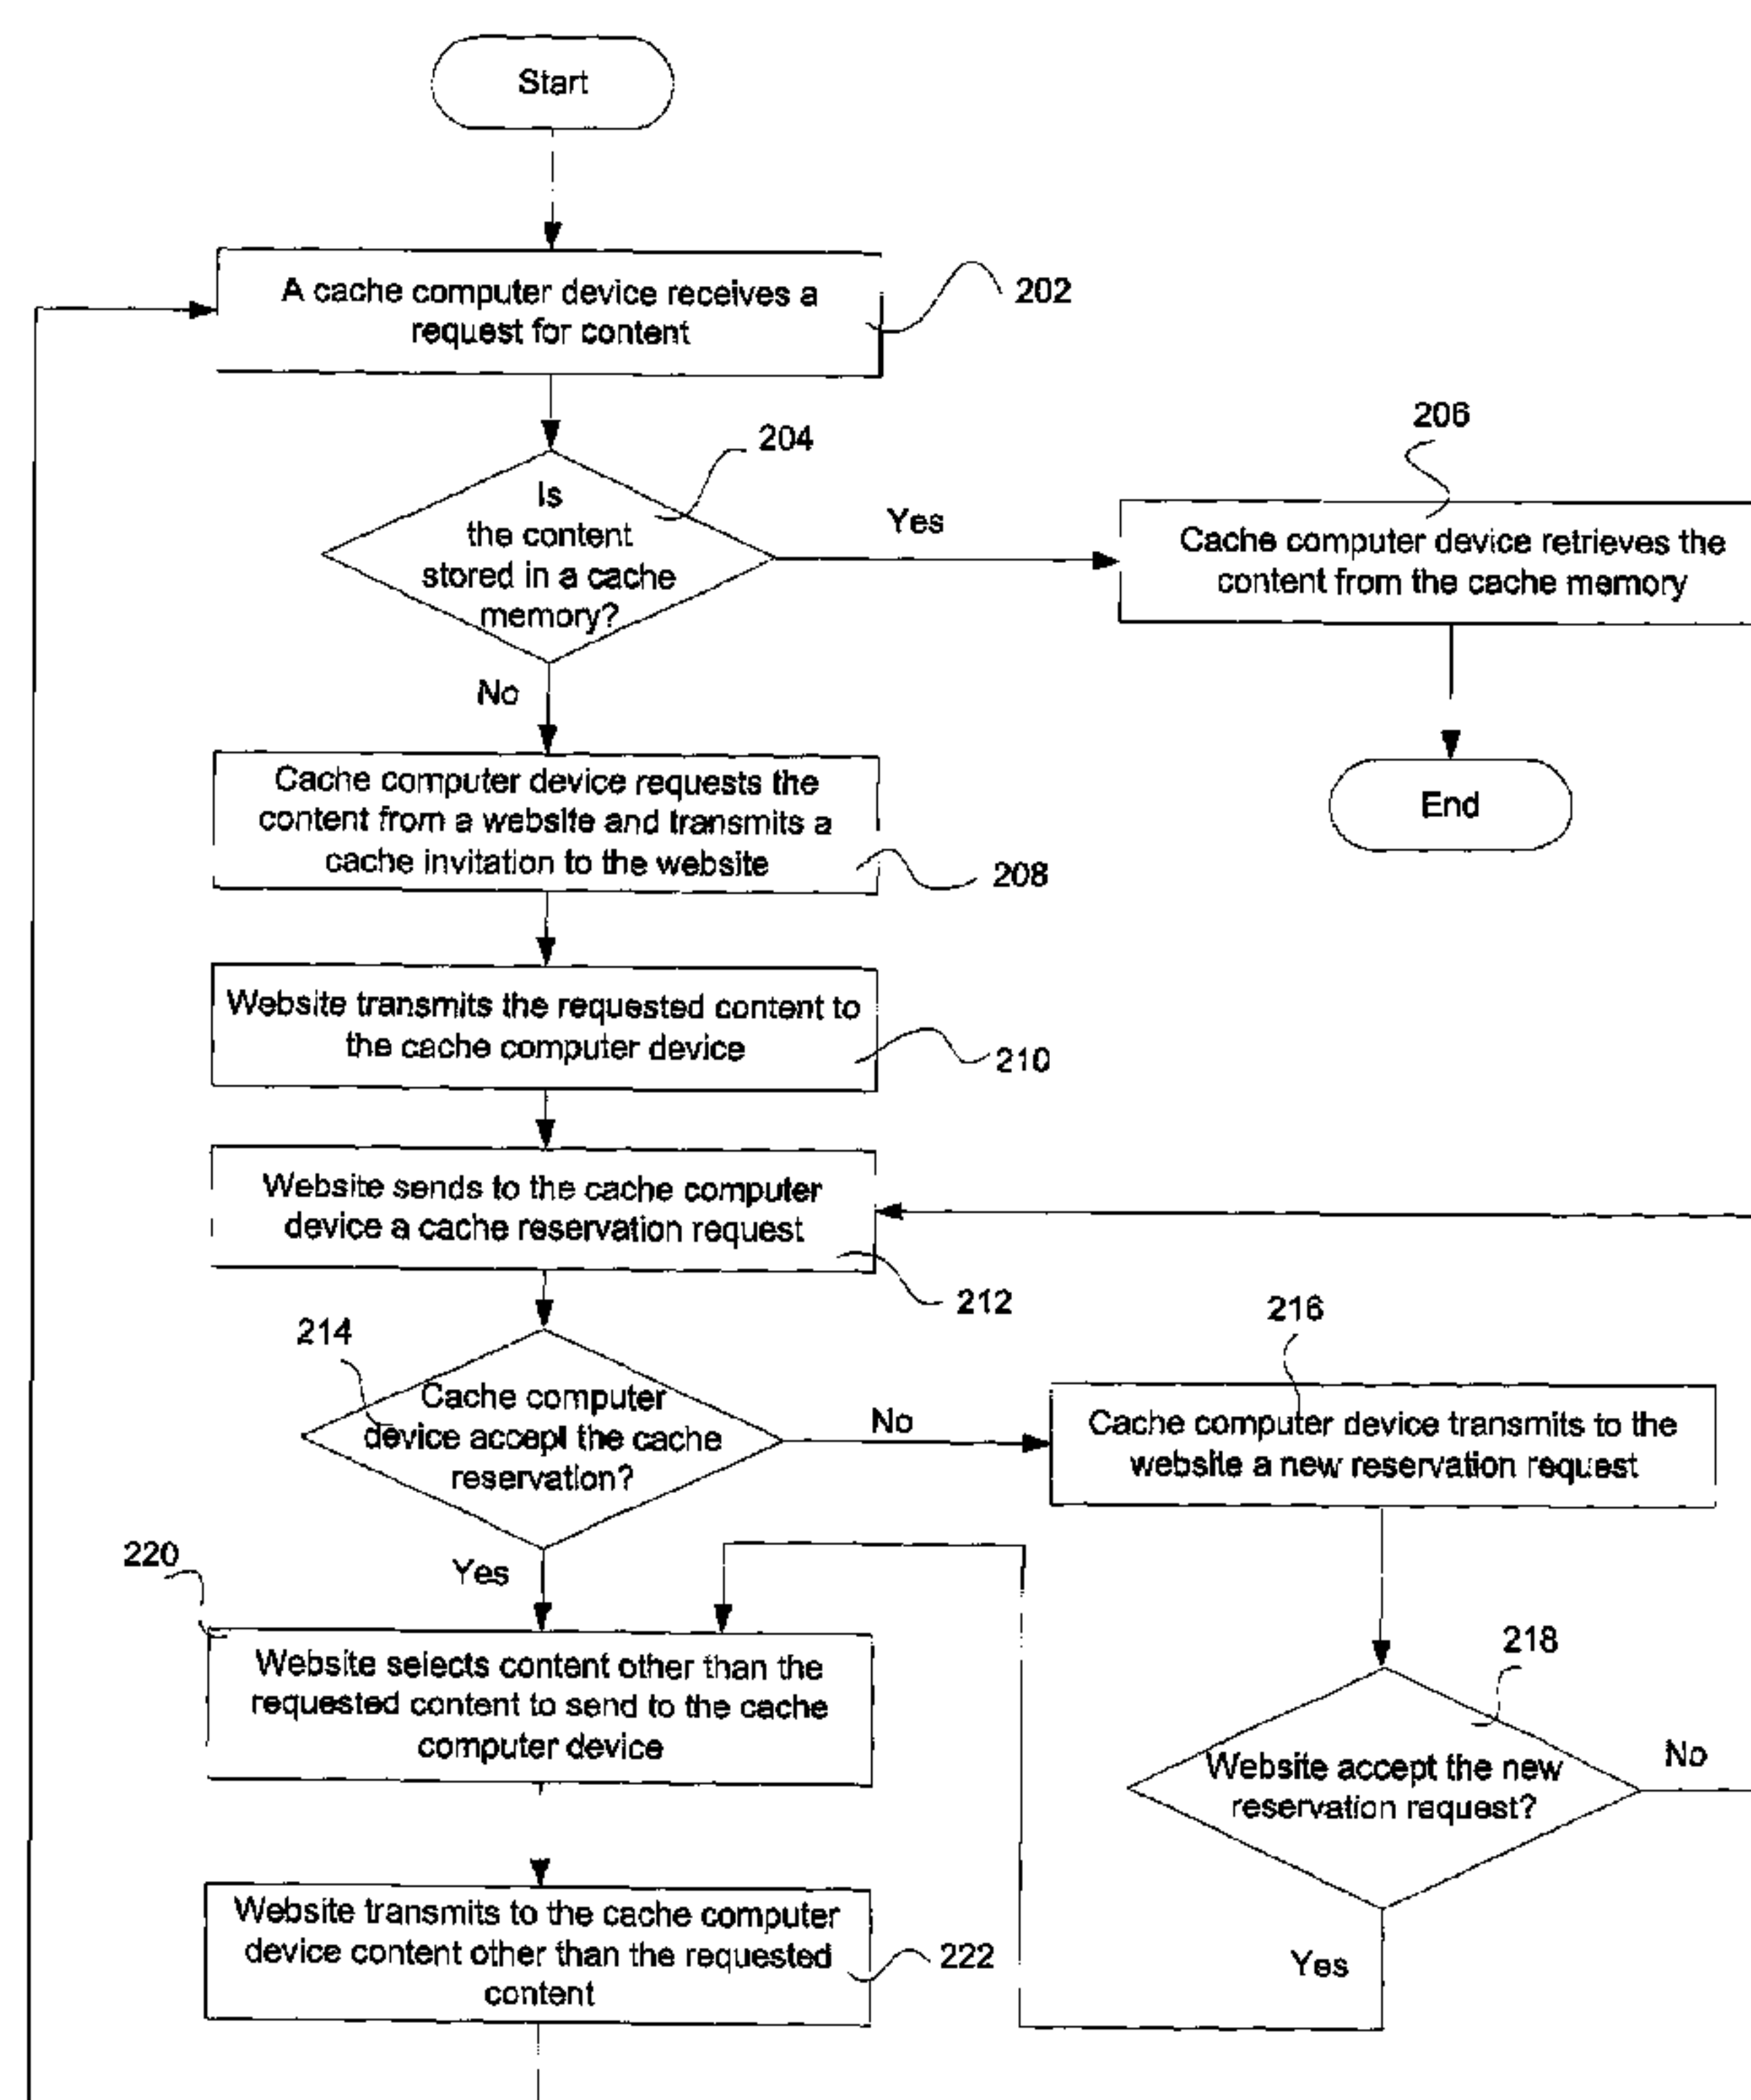 Start
A cache computer device receives a
request for content
202
204
Is
the content
stored in a cache
memory?
Yes
206
Cache computer device retrieves the
content from the cache memory
End
No
Cache computer device requests the
content from a website and transmits a
cache invitation to the website
208
Website transmits the requested content to
the cache computer device
210
Website sends to the cache computer
device a cache reservation request
212
214
Cache computer
device accept the cache
reservation?
No
216
Cache computer device transmits to the
website a new reservation request
Yes
220
Website selects content other than the
requested content to send to the cache
computer device
218
Website accept the new
reservation request?
No
Yes
Website transmits to the cache computer
device content other than the requested
content
222